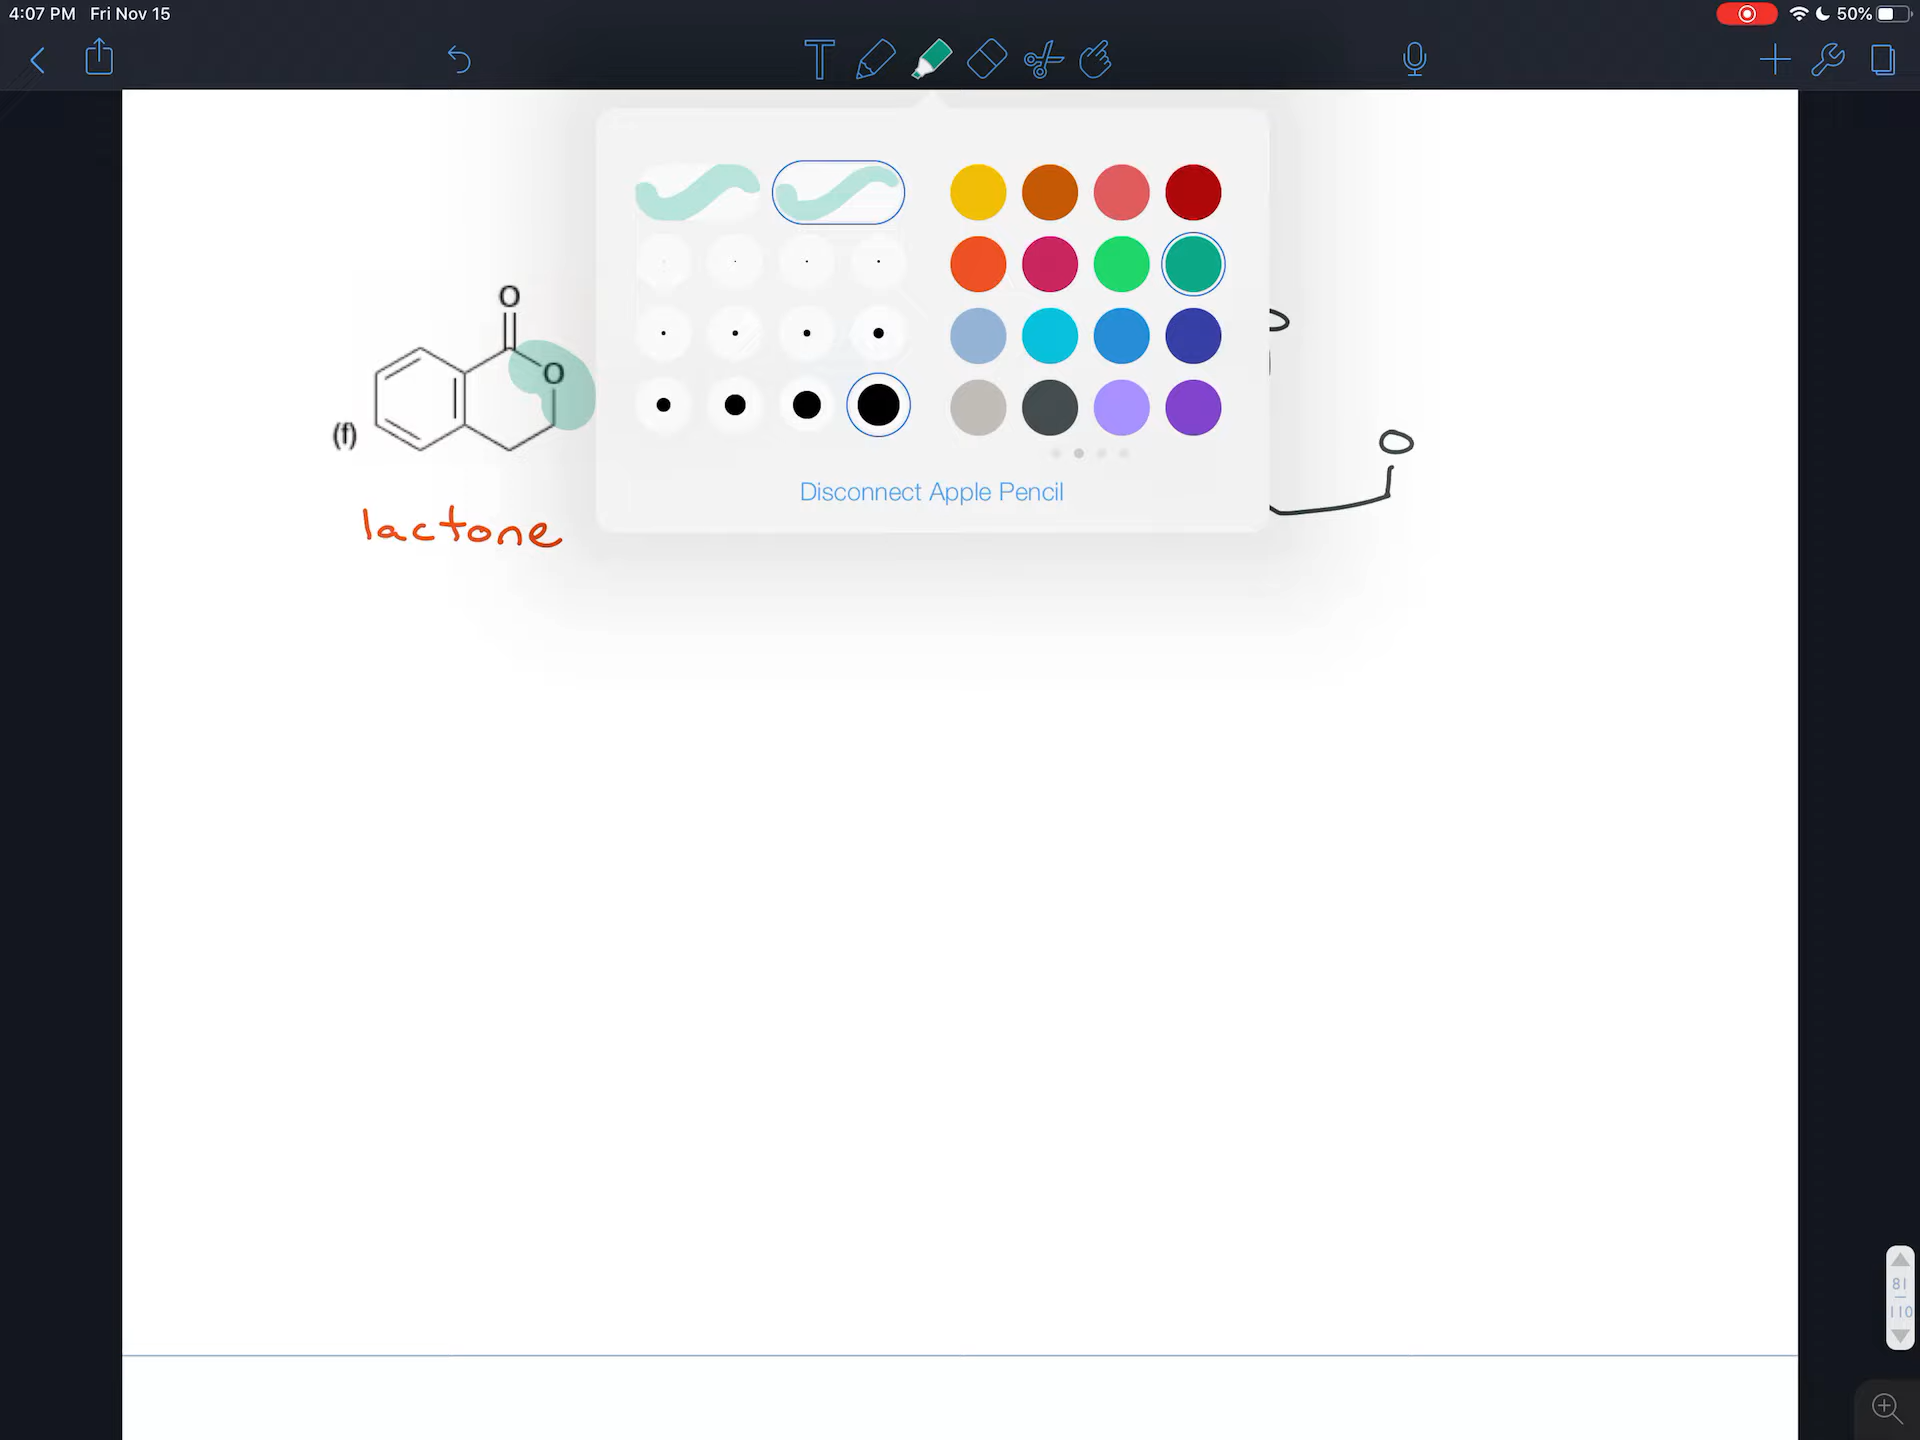 4:07 PM Fri Nov 15
50%
T
O
O
(f)
O
lactone
Disconnect Apple Pencil
81
110